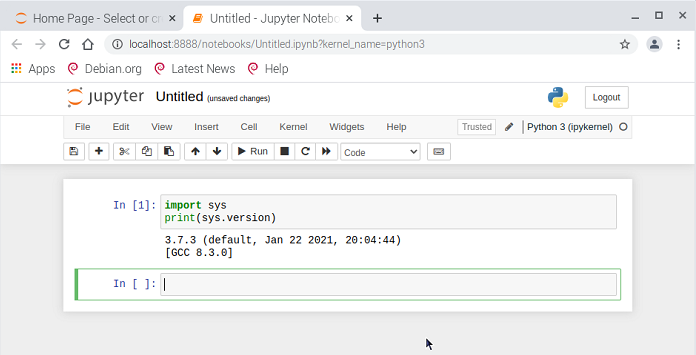 Home Page - Select or cr
Untitled - Jupyter Notebo
localhost:8888/notebooks/Untitled.ipynb?kernel_name=python3
Apps Debian.org Latest News Help
jupyter Untitled (unsaved changes) Logout
File Edit View Insert Cell Kernel Widgets Help Trusted Python 3 (ipykernel)
Run Code
In [1]: import sys
print(sys.version)
3.7.3 (default, Jan 22 2021, 20:04:44)
[GCC 8.3.0]
In [ ]: